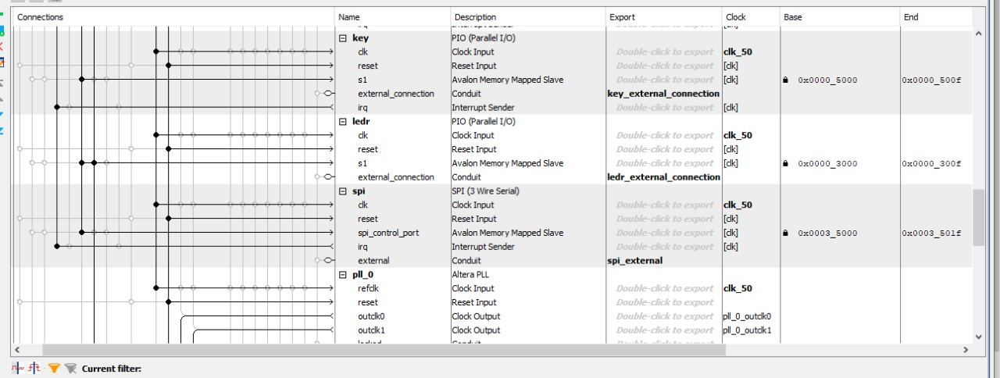 Connections Name Description Export Clock Base End
key PIO (Parallel I/O)
clk Clock Input Double-click to export clk_50
reset Reset Input Double-click to export [clk]
s1 Avalon Memory Mapped Slave Double-click to export [clk] 0x0000_5000 0x0000_500f
external_connection Conduit key_external_connection
irq Interrupt Sender Double-click to export [clk]
ledr PIO (Parallel I/O)
clk Clock Input Double-click to export clk_50
reset Reset Input Double-click to export [clk]
s1 Avalon Memory Mapped Slave Double-click to export [clk] 0x0000_3000 0x0000_300f
external_connection Conduit ledr_external_connection
spi SPI (3 Wire Serial)
clk Clock Input Double-click to export clk_50
reset Reset Input Double-click to export [clk]
spi_control_port Avalon Memory Mapped Slave Double-click to export [clk] 0x0003_5000 0x0003_501f
irq Interrupt Sender Double-click to export [clk]
external Conduit spi_external
pll_0 Altera PLL
refclk Clock Input Double-click to export clk_50
reset Reset Input Double-click to export
outclk0 Clock Output Double-click to export pll_0_outclk0
outclk1 Clock Output Double-click to export pll_0_outclk1
Current filter: